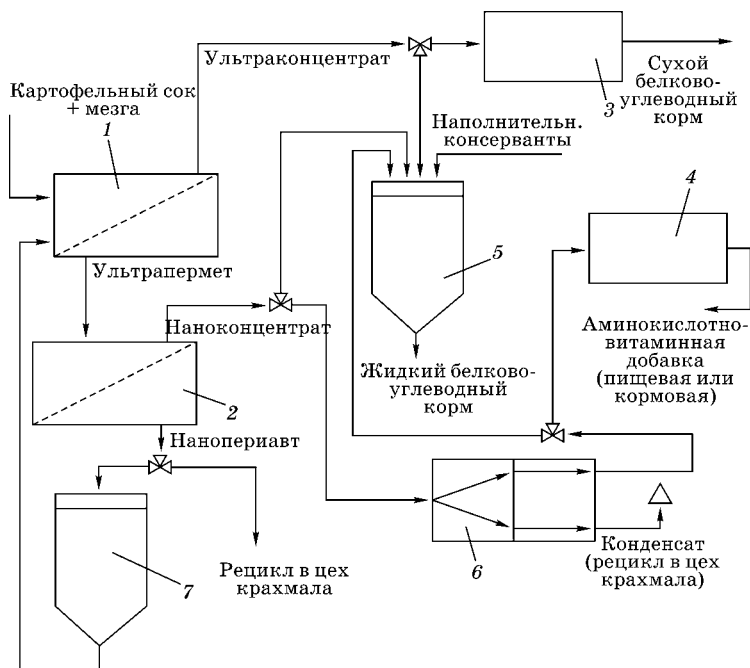 Ультраконцентрат
Картофельный сок
+ мезга
1
3
Сухой
белково-
углеводный
корм
Наполнительн.
консерванты
4
Ультрапермет
5
Наноконцентрат
Аминокислотно-
витаминная
добавка
(пищевая или
кормовая)
Жидкий белково-
углеводный
корм
2
Нанопериавт
6
Конденсат
(рецикл в цех
крахмала)
7
Рецикл в цех
крахмала